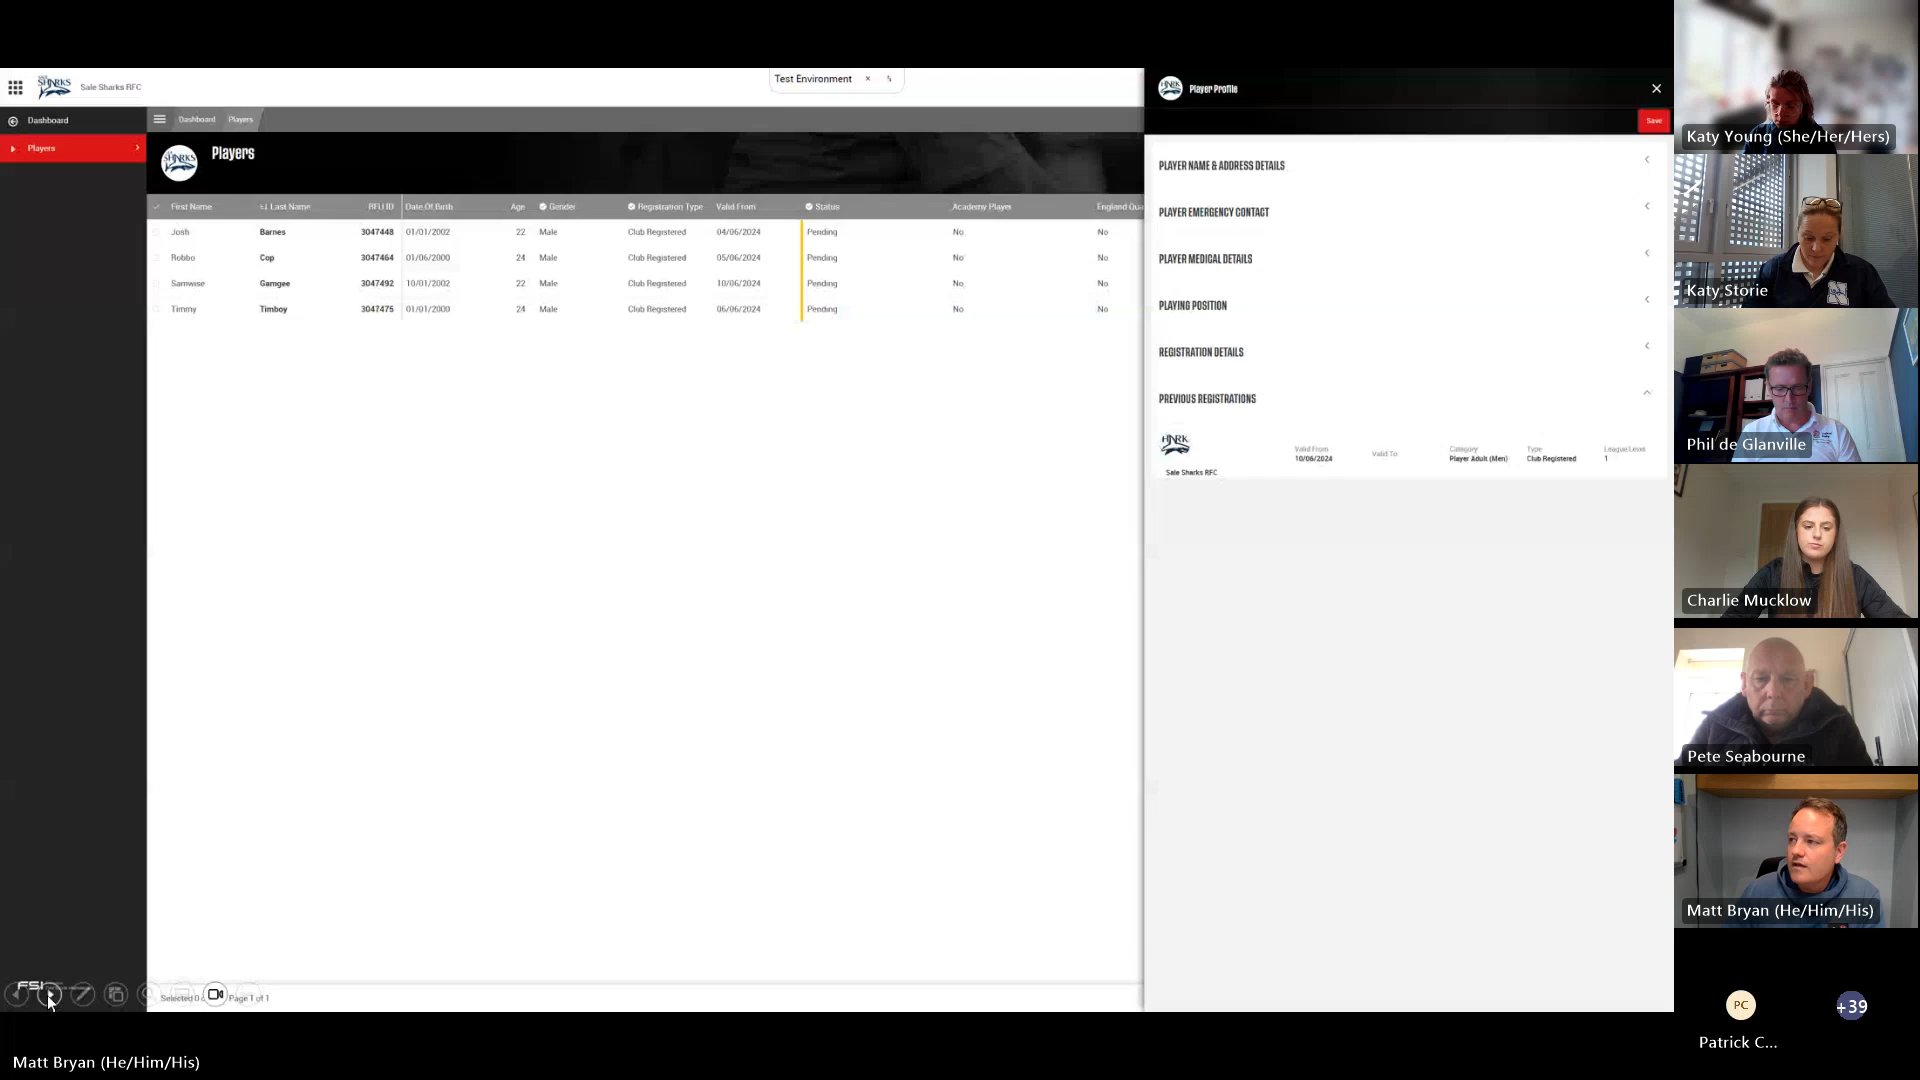 SHARKS
Sale Sharks RFC
Test Environment
Player Profile
Save
Dashboard
Players
Dashboard
Players
SHARKS
Players
First Name
Last Name
RFU ID
Date Of Birth
Age
Gender
Registration Type
Valid From
Status
Academy Player
England Qua
Josh
Barnes
3047448
01/01/2002
22
Male
Club Registered
04/06/2024
Pending
No
No
Robbo
Cop
3047464
01/06/2000
24
Male
Club Registered
05/06/2024
Pending
No
No
Samwise
Gamgee
3047492
10/01/2002
22
Male
Club Registered
10/06/2024
Pending
No
No
Timmy
Timboy
3047475
01/01/2000
24
Male
Club Registered
06/06/2024
Pending
No
No
PLAYER NAME & ADDRESS DETAILS
PLAYER EMERGENCY CONTACT
PLAYER MEDICAL DETAILS
PLAYING POSITION
REGISTRATION DETAILS
PREVIOUS REGISTRATIONS
Sale Sharks RFC
Valid From
10/06/2024
Valid To
Category
Player Adult (Men)
Type
Club Registered
League Level
1
Selected 0
Page 1 of 1
Katy Young (She/Her/Hers)
Katy Storie
Phil de Glanville
Charlie Mucklow
Pete Seabourne
Matt Bryan (He/Him/His)
PC
+39
Patrick C...
Matt Bryan (He/Him/His)